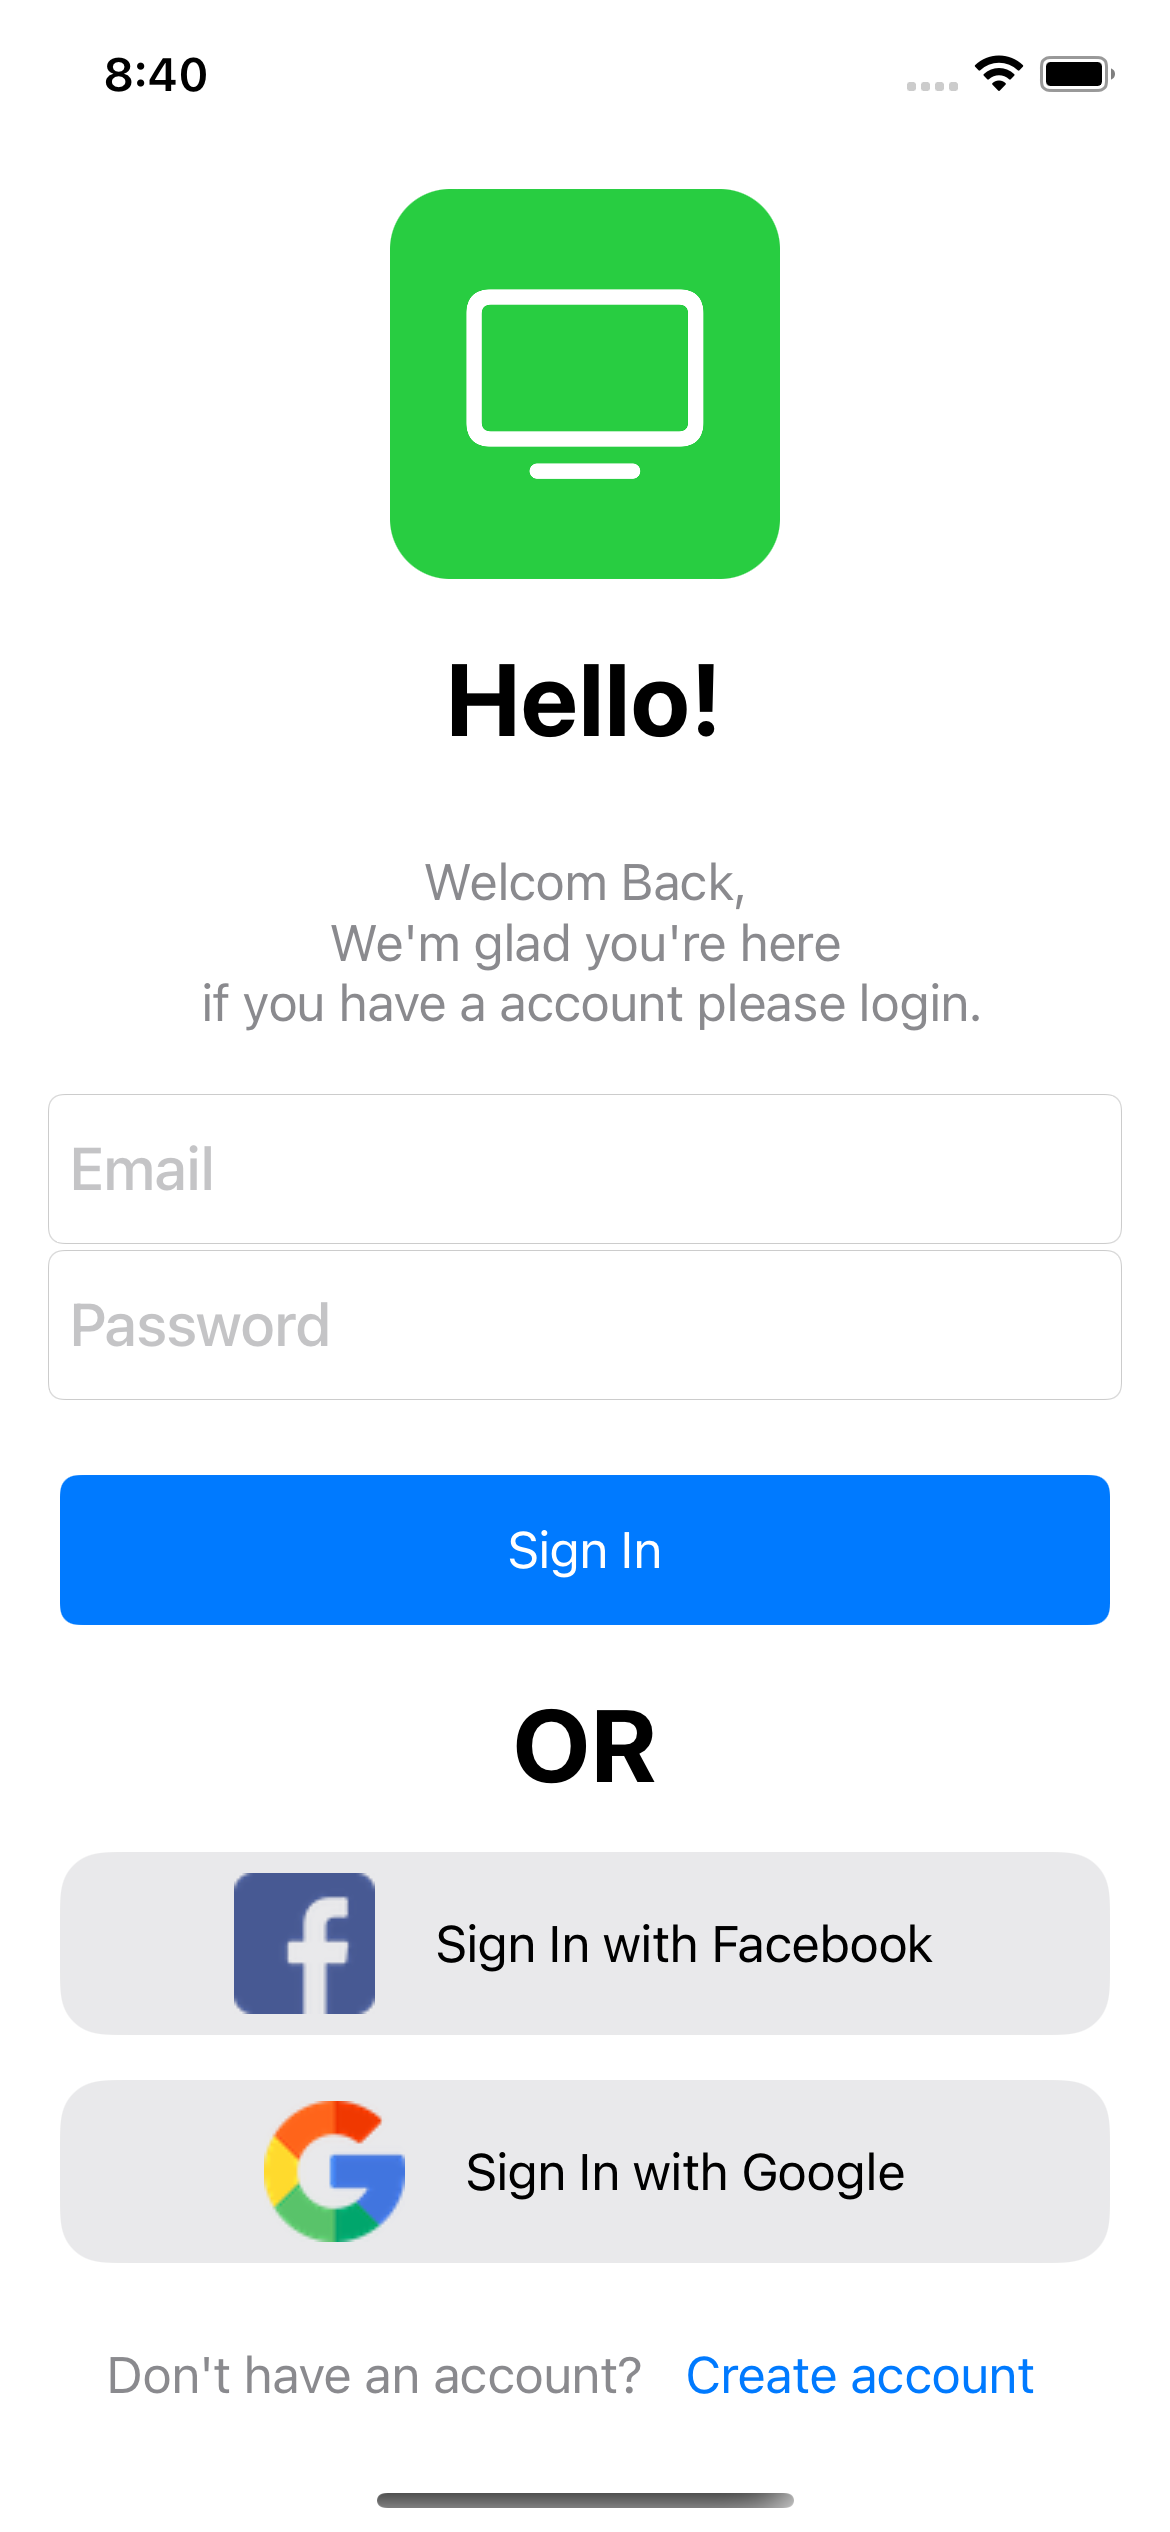 8:40
Hello!
Welcom Back,
We'm glad you're here
if you have a account please login.
Email
Password
Sign In
OR
Sign In with Facebook
Sign In with Google
Don't have an account? Create account